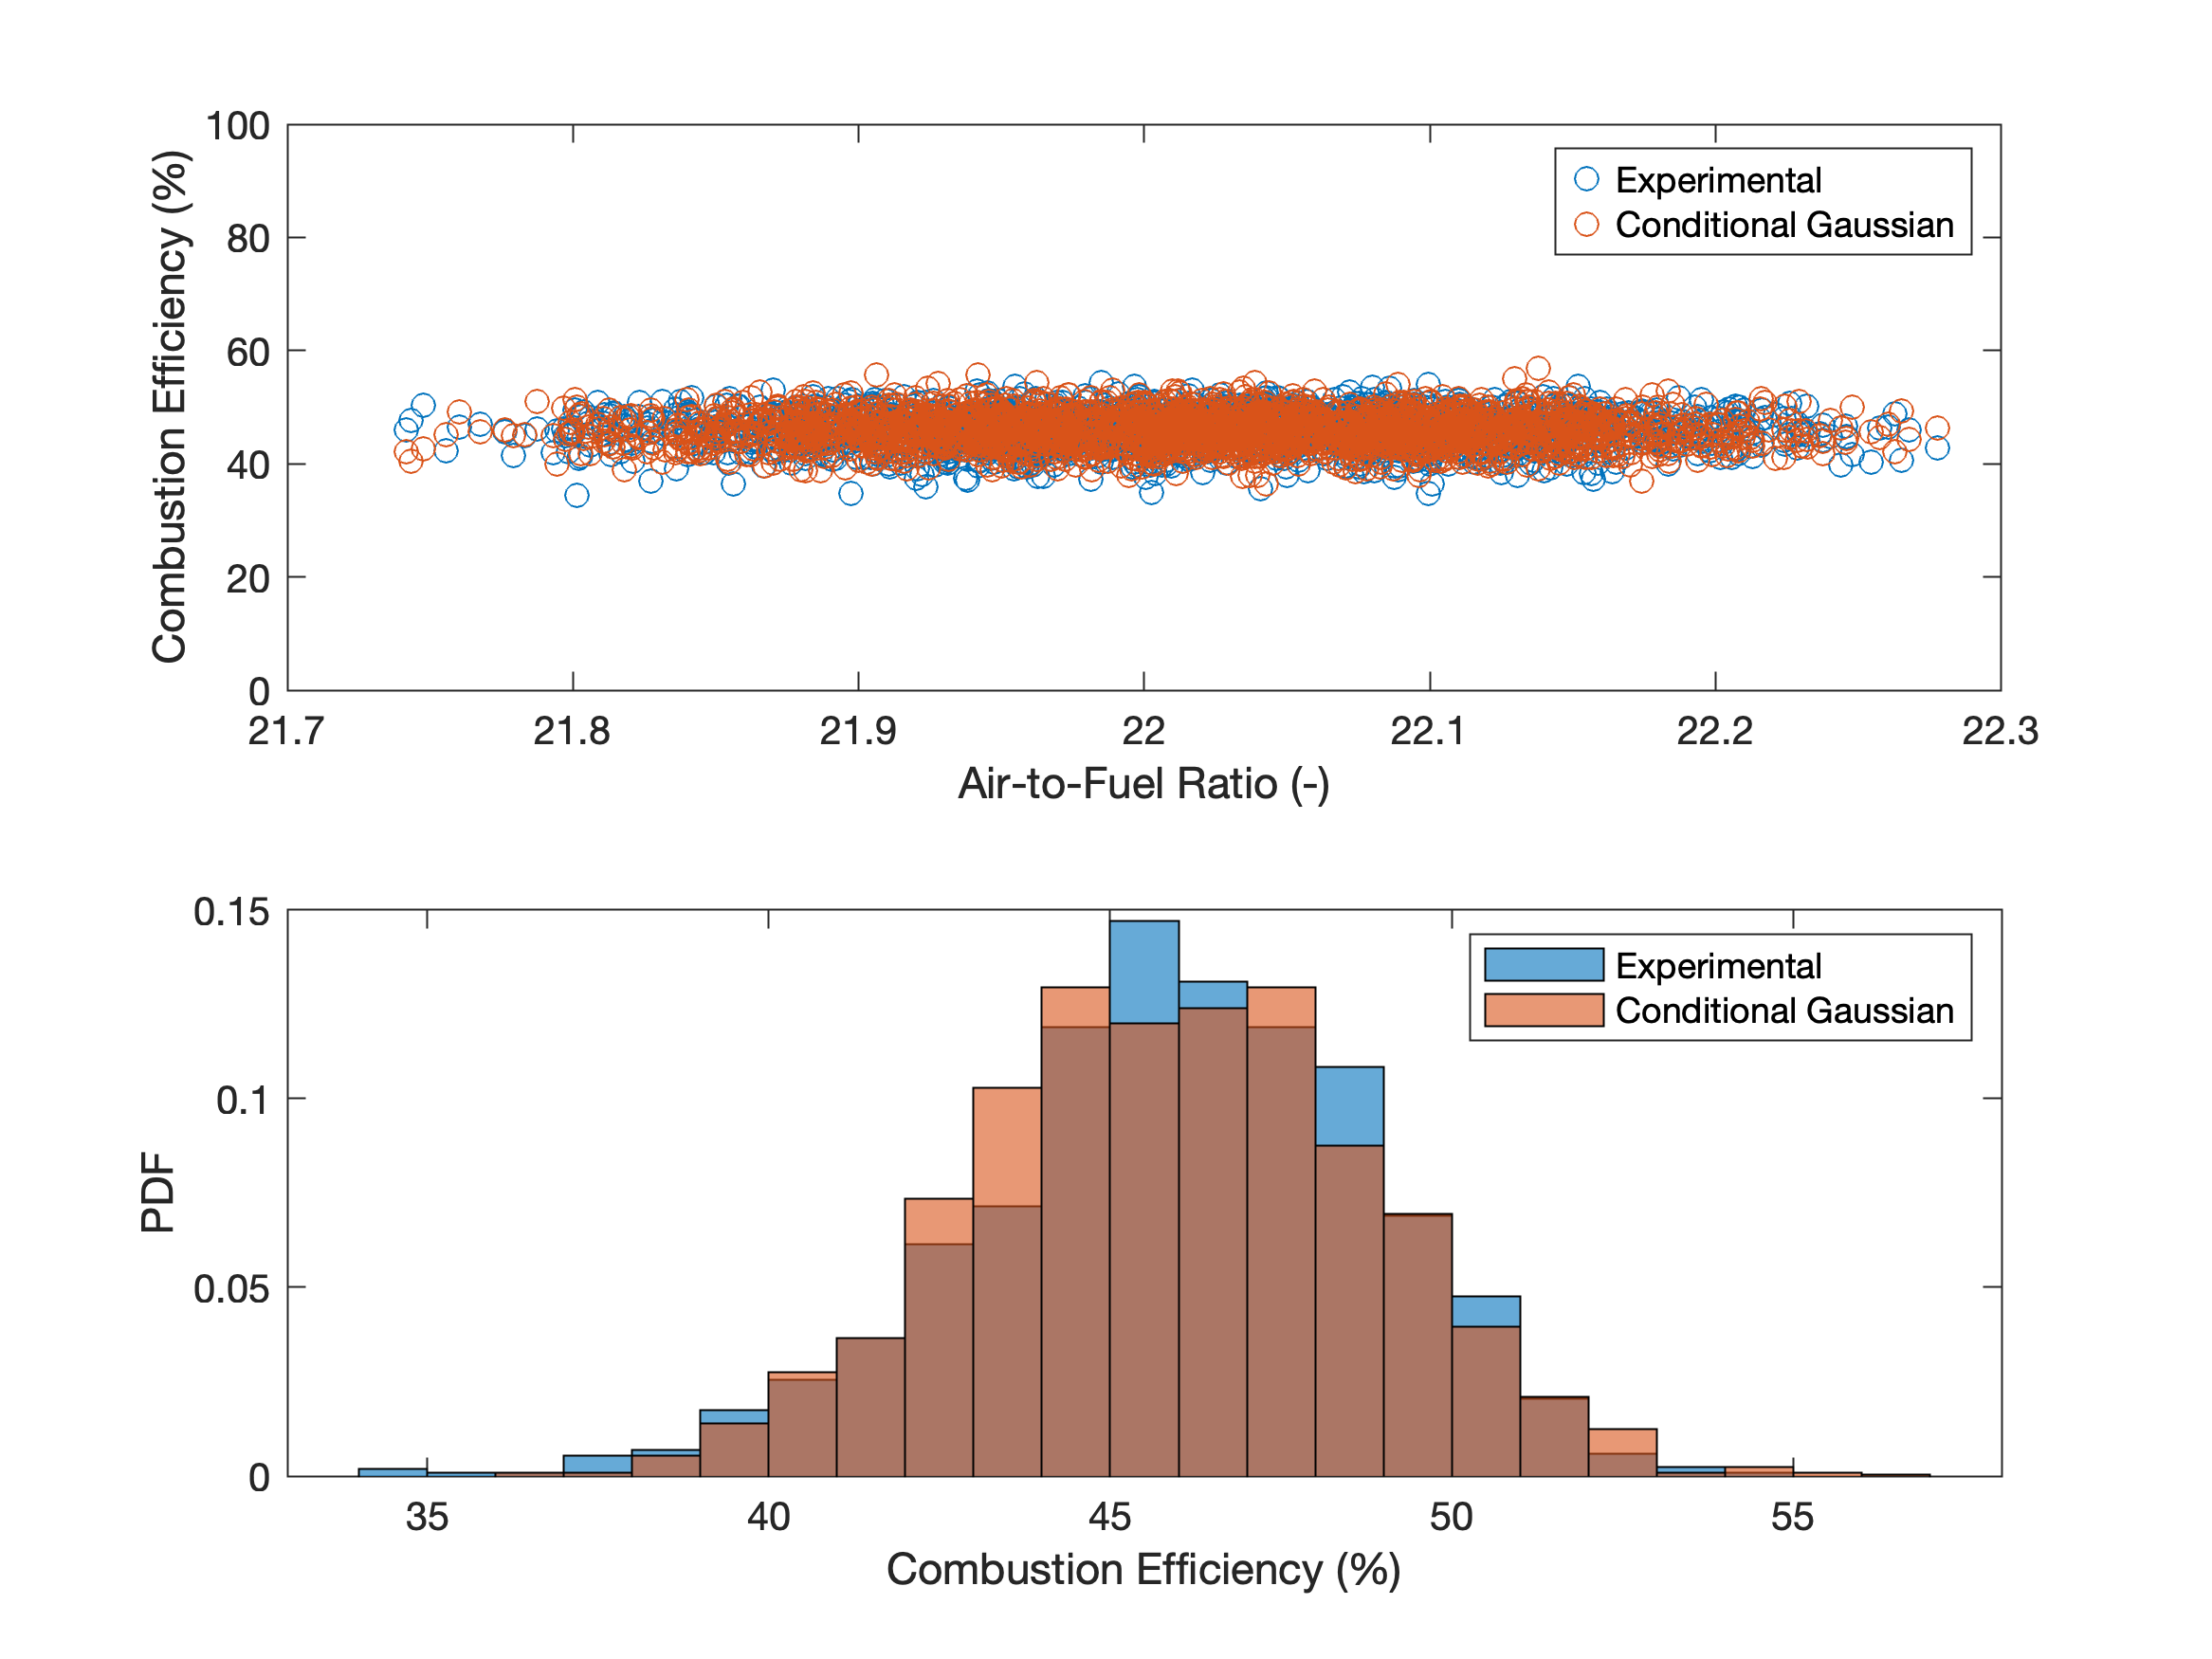 Combustion Efficiency (%)
100
80
60
40
20
0
Experimental
Conditional Gaussian
21.7 21.8 21.9 22 22.1 22.2 22.3
Air-to-Fuel Ratio (-)
PDF
0.15
0.1
0.05
0
Experimental
Conditional Gaussian
35 40 45 50 55
Combustion Efficiency (%)